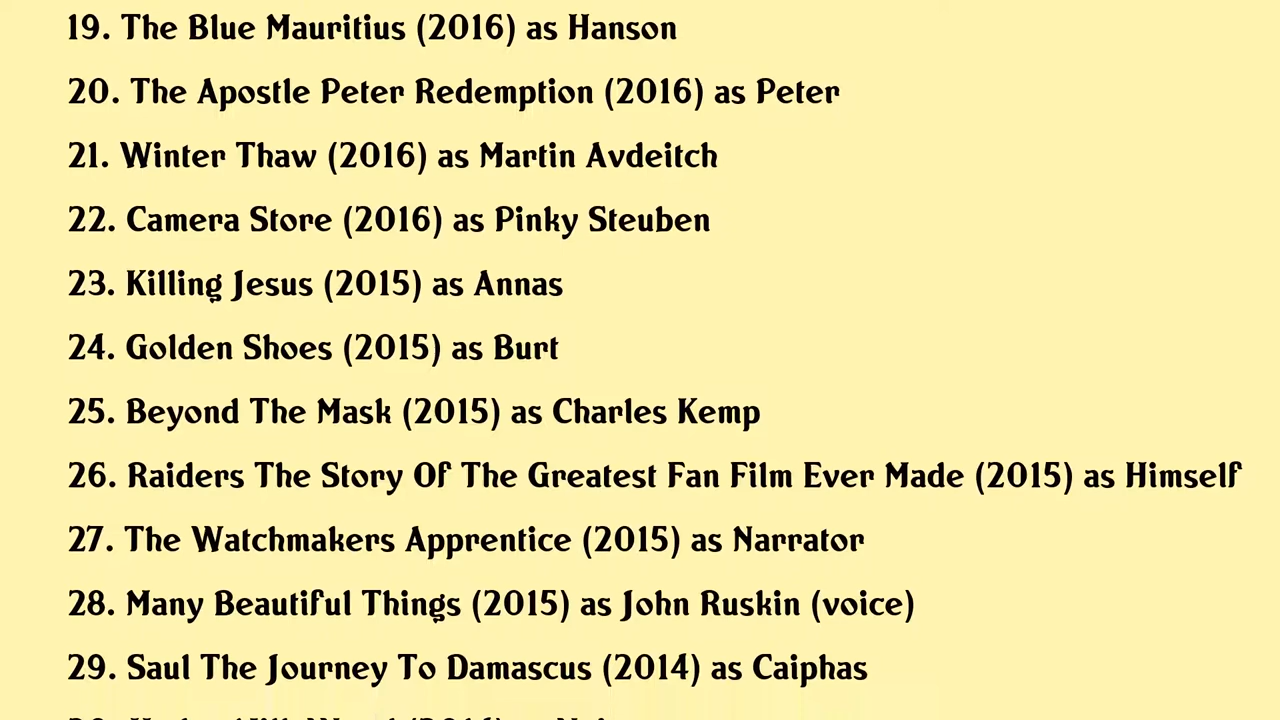 19. The Blue Mauritius (2016) as Hanson
20. The Apostle Peter Redemption (2016) as Peter
21. Winter Thaw (2016) as Martin Avdeitch
22. Camera Store (2016) as Pinky Steuben
23. Killing Jesus (2015) as Annas
24. Golden Shoes (2015) as Burt
25. Beyond The Mask (2015) as Charles Kemp
26. Raiders The Story Of The Greatest Fan Film Ever Made (2015) as Himself
27. The Watchmakers Apprentice (2015) as Narrator
28. Many Beautiful Things (2015) as John Ruskin (voice)
29. Saul The Journey To Damascus (2014) as Caiphas